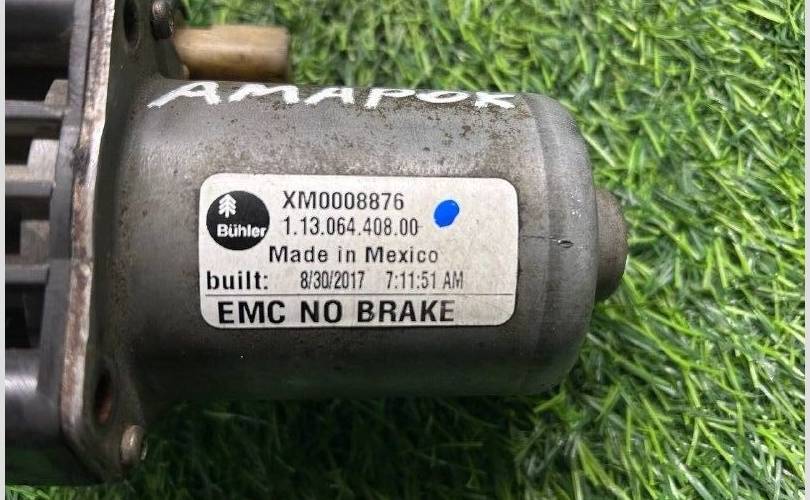 AMAPOK
XM0008876
Bühler
1.13.064.408.00
Made in Mexico
built: 8/30/2017 7:11:51 AM
EMC NO BRAKE